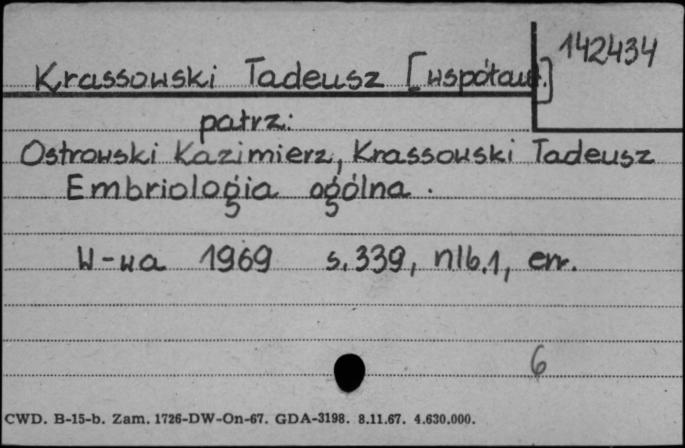 142434
Krassowski Tadeusz [współaut.]
patrz:
Ostrowski Kazimierz, Krassowski Tadeusz
Embriologia ogólna.
W-wa 1969 s.339, nlb.1, err.
6
CWD. B-15-b. Zam. 1726-DW-On-67. GDA-3198. 8.11.67. 4.630.000.